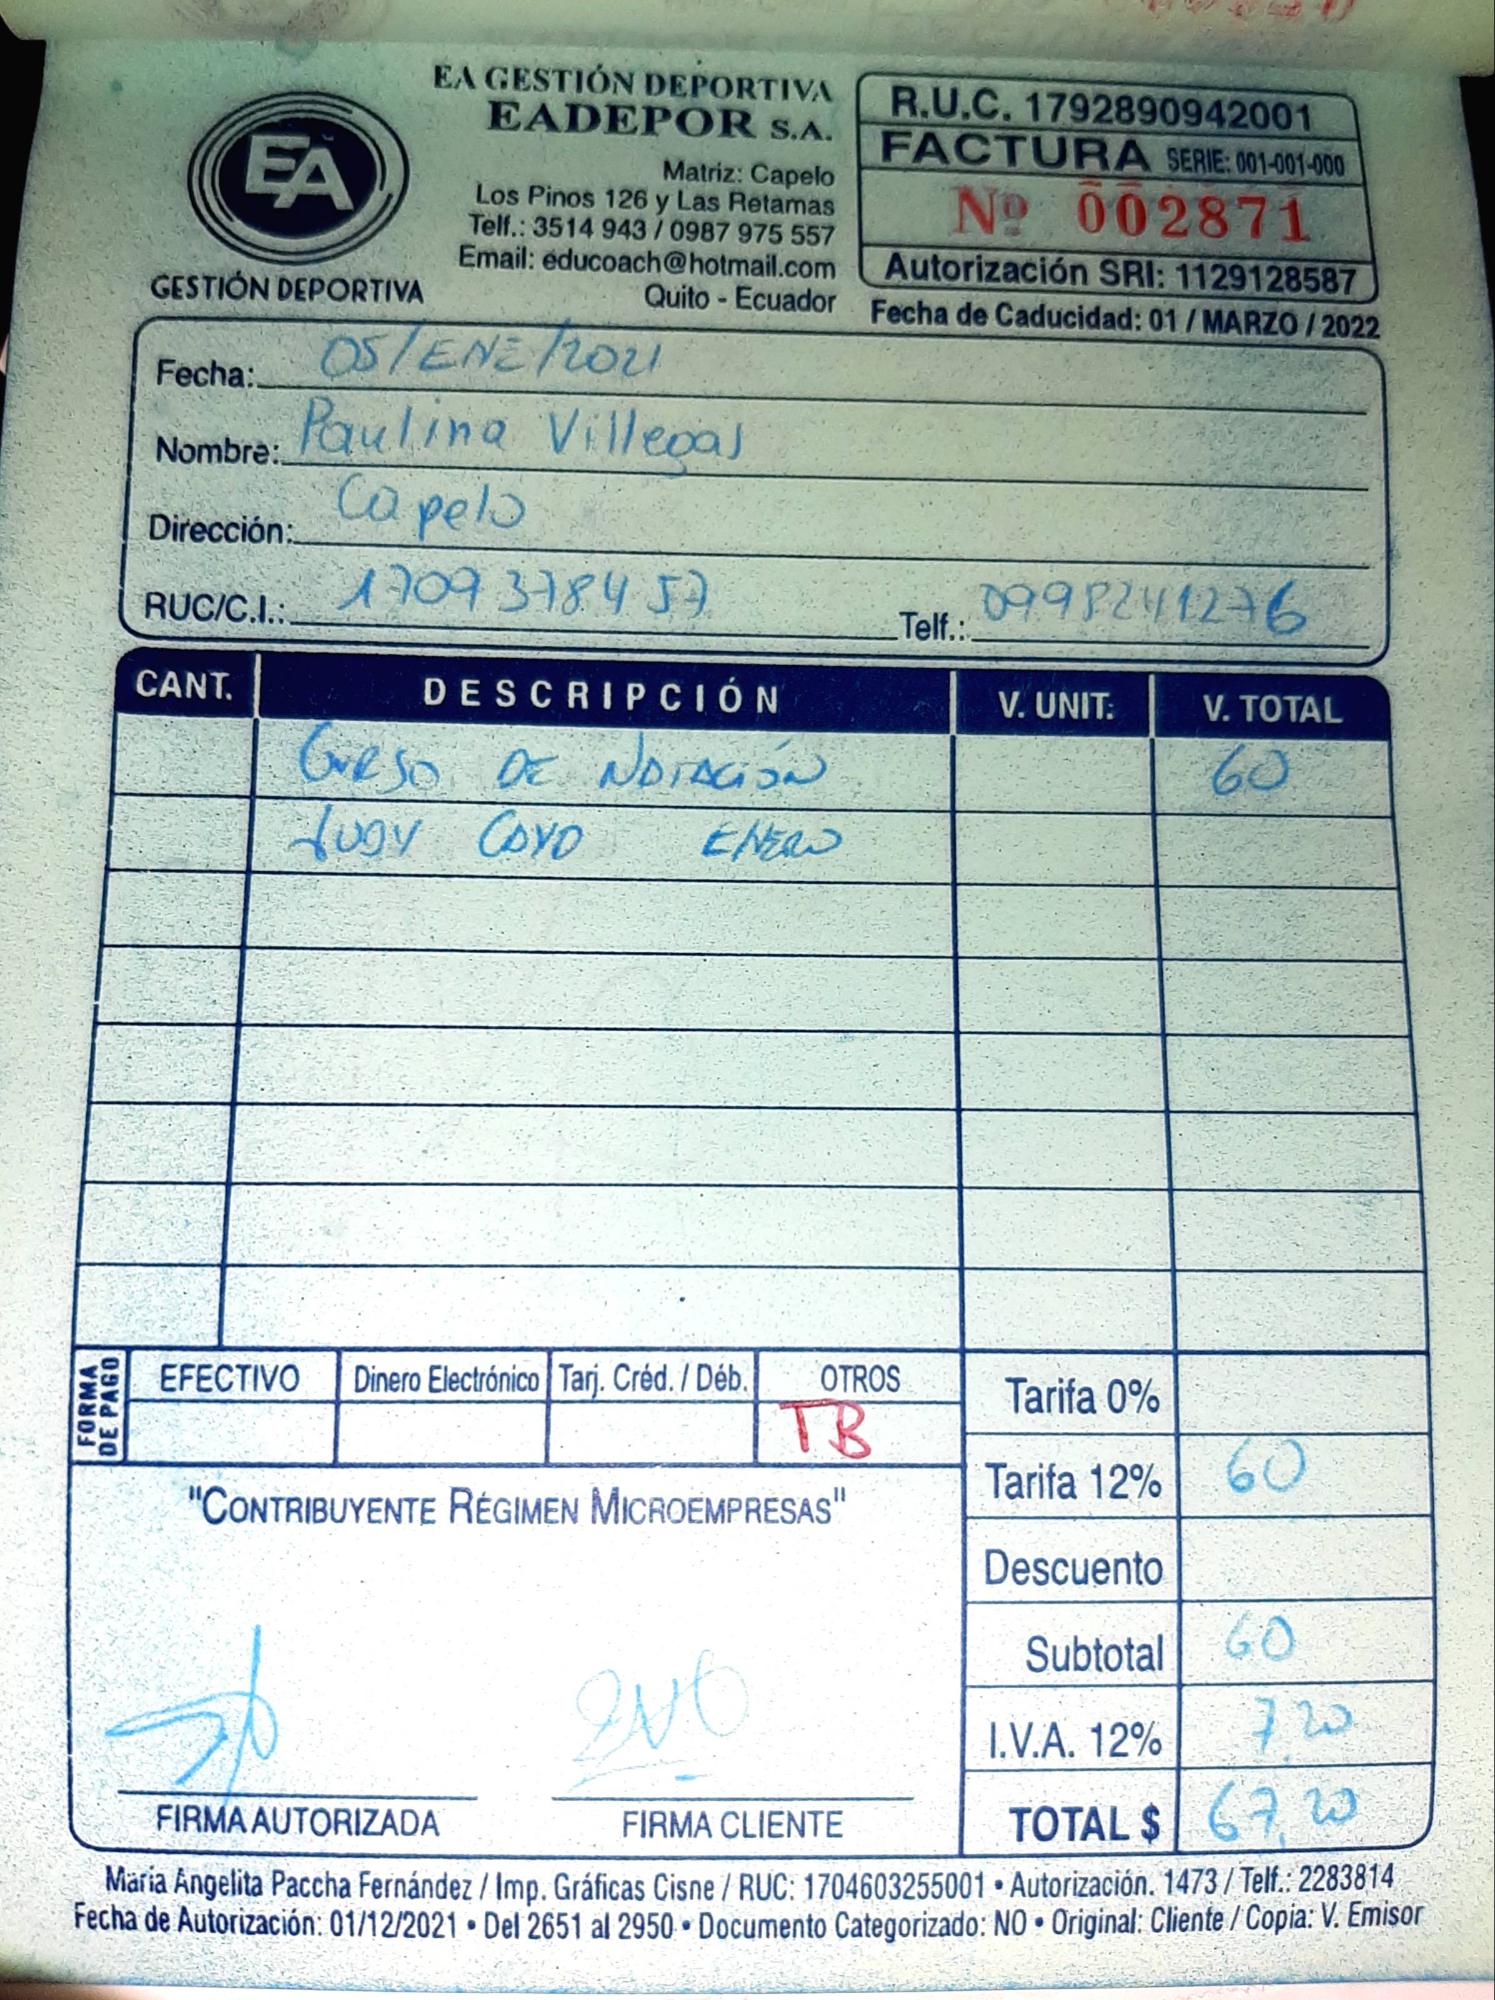 EA GESTIÓN DEPORTIVA
EADEPOR S.A.
EA
GESTIÓN DEPORTIVA
Matriz: Capelo
Los Pinos 126 y Las Retamas
Telf.: 3514 943 / 0987 975 557
Email: educoach@hotmail.com
Quito - Ecuador
R.U.C. 1792890942001
FACTURA SERIE: 001-001-000
Nº 002871
Autorización SRI: 1129128587
Fecha de Caducidad: 01 / MARZO / 2022
Fecha: 05/ENE/2021
Nombre: Paulina Villegas
Dirección: Capelo
RUC/C.I.: 1709378457 Telf.: 0998241276
CANT. DESCRIPCIÓN V. UNIT. V. TOTAL
CURSO DE NATACIÓN 60
ENERO
FORMA DE PAGO
EFECTIVO Dinero Electrónico Tarj. Créd. / Déb. OTROS
TB
Tarifa 0%
Tarifa 12% 60
Descuento
Subtotal 60
I.V.A. 12% 7,20
TOTAL $ 67,20
"CONTRIBUYENTE RÉGIMEN MICROEMPRESAS"
FIRMA AUTORIZADA FIRMA CLIENTE
María Angelita Paccha Fernández / Imp. Gráficas Cisne / RUC: 1704603255001 • Autorización. 1473 / Telf.: 2283814
Fecha de Autorización: 01/12/2021 • Del 2651 al 2950 • Documento Categorizado: NO • Original: Cliente / Copia: V. Emisor